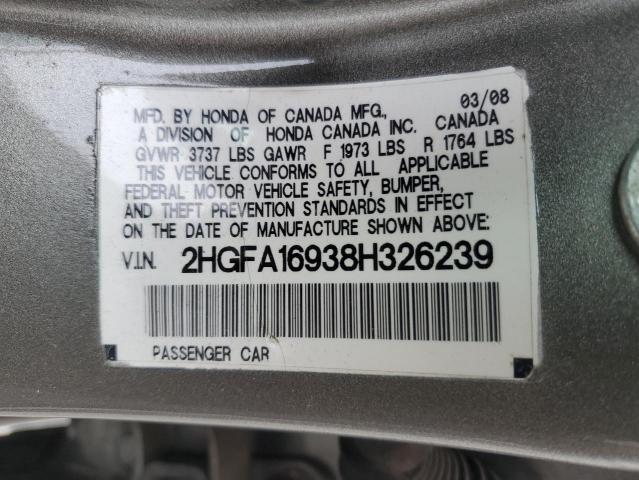 03/08
MFD. BY HONDA OF CANADA MFG.,
A DIVISION OF HONDA CANADA INC. CANADA
GVWR 3737 LBS GAWR F 1973 LBS R 1764 LBS
THIS VEHICLE CONFORMS TO ALL APPLICABLE
FEDERAL MOTOR VEHICLE SAFETY, BUMPER,
AND THEFT PREVENTION STANDARDS IN EFFECT
ON THE DATE OF MANUFACTURE SHOWN ABOVE:
V.I.N. 2HGFA16938H326239
PASSENGER CAR